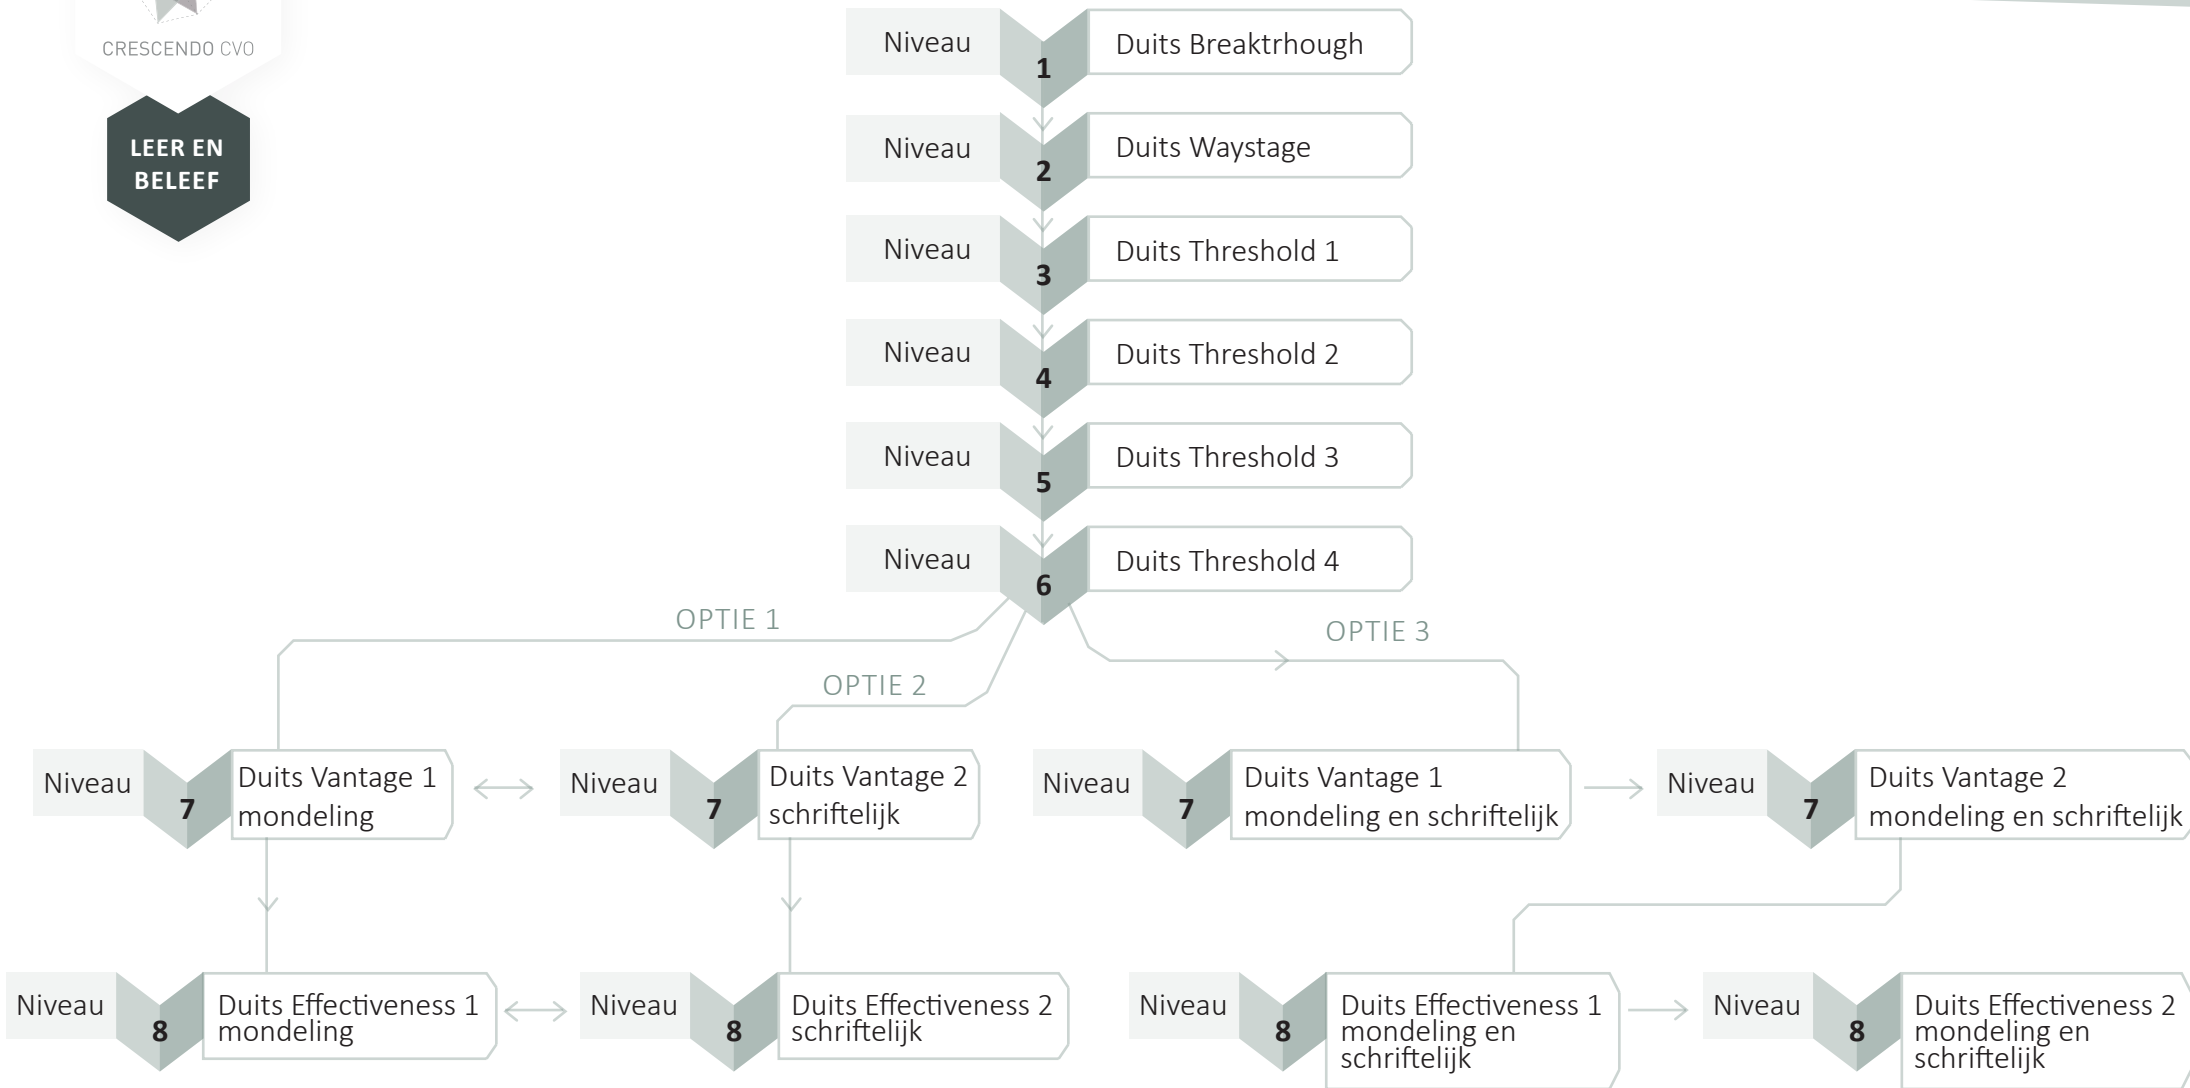 CRESCENDO CVO
LEER EN
BELEEF
Niveau 1 Duits Breaktrhough
Niveau 2 Duits Waystage
Niveau 3 Duits Threshold 1
Niveau 4 Duits Threshold 2
Niveau 5 Duits Threshold 3
Niveau 6 Duits Threshold 4
OPTIE 1
OPTIE 2
OPTIE 3
Niveau 7 Duits Vantage 1
mondeling
Niveau 7 Duits Vantage 2
schriftelijk
Niveau 7 Duits Vantage 1
mondeling en schriftelijk
Niveau 7 Duits Vantage 2
mondeling en schriftelijk
Niveau 8 Duits Effectiveness 1
mondeling
Niveau 8 Duits Effectiveness 2
schriftelijk
Niveau 8 Duits Effectiveness 1
mondeling en
schriftelijk
Niveau 8 Duits Effectiveness 2
mondeling en
schriftelijk